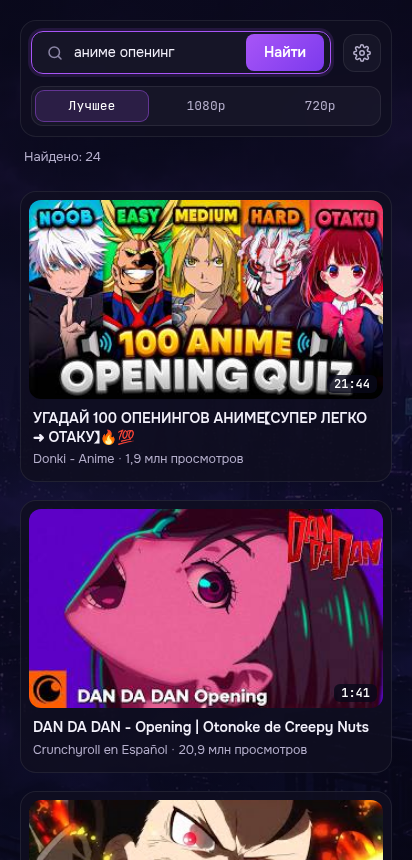 аниме опенинг
Найти
Лучшее 1080p 720p
Найдено: 24
NOOB EASY MEDIUM HARD OTAKU
100 ANIME
OPENING QUIZ
21:44
УГАДАЙ 100 ОПЕНИНГОВ АНИМЕ【СУПЕР ЛЕГКО
➜ ОТАКУ】🔥💯
Donki - Anime · 1,9 млн просмотров
DAN
DA DAN
DAN DA DAN Opening
1:41
DAN DA DAN - Opening | Otonoke de Creepy Nuts
Crunchyroll en Español · 20,9 млн просмотров